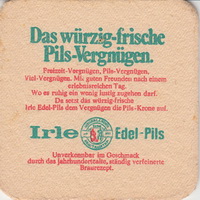 Das würzig-frische
Pils-Vergnügen.
Freizeit-Vergnügen, Pils-Vergnügen,
Viel-Vergnügen. Mit guten Freunden nach einem
erlebnisreichen Tag.
Wo es ruhig ein wenig lustig zugehen darf.
Da setzt das würzig-frische
Irle Edel-Pils dem Vergnügen die Pils-Krone auf.
Irle Edel-Pils
Unverkennbar im Geschmack
durch das jahrhundertealte, ständig verfeinerte
Braurezept.